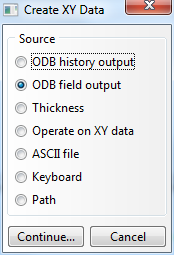 Create XY Data
Source
ODB history output
ODB field output
Thickness
Operate on XY data
ASCII file
Keyboard
Path
Continue...
Cancel